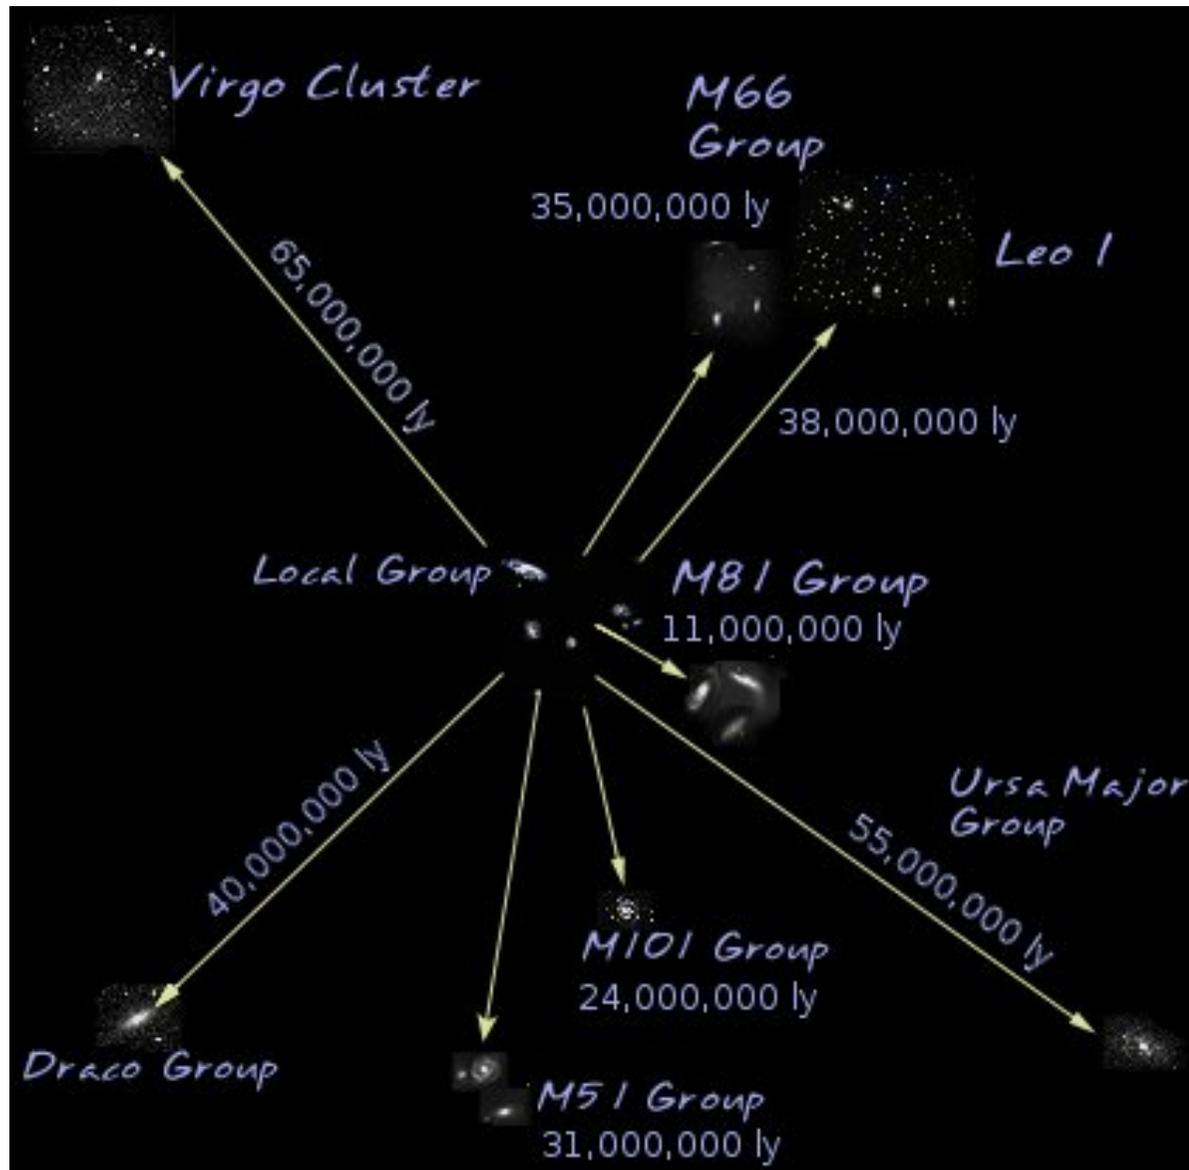 Virgo Cluster
M66
Group
35,000,000 ly
Leo I
65,000,000 ly
38,000,000 ly
Local Group
M81 Group
11,000,000 ly
40,000,000 ly
Ursa Major
Group
55,000,000 ly
M101 Group
24,000,000 ly
Draco Group
M51 Group
31,000,000 ly